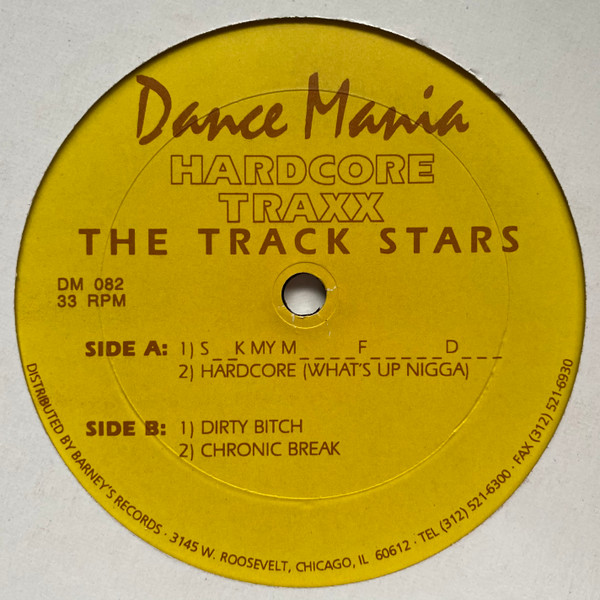 Dance Mania
HARDCORE
TRAXX
THE TRACK STARS
DM 082
33 RPM
SIDE A: 1) S_ _K MY M_ _ _ _ F_ _ _ _ _D_ _ _
2) HARDCORE (WHAT'S UP NIGGA)
SIDE B: 1) DIRTY BITCH
2) CHRONIC BREAK
DISTRIBUTED BY BARNEY'S RECORDS · 3145 W. ROOSEVELT, CHICAGO, IL 60612 · TEL (312) 521-6300 · FAX (312) 521-6930